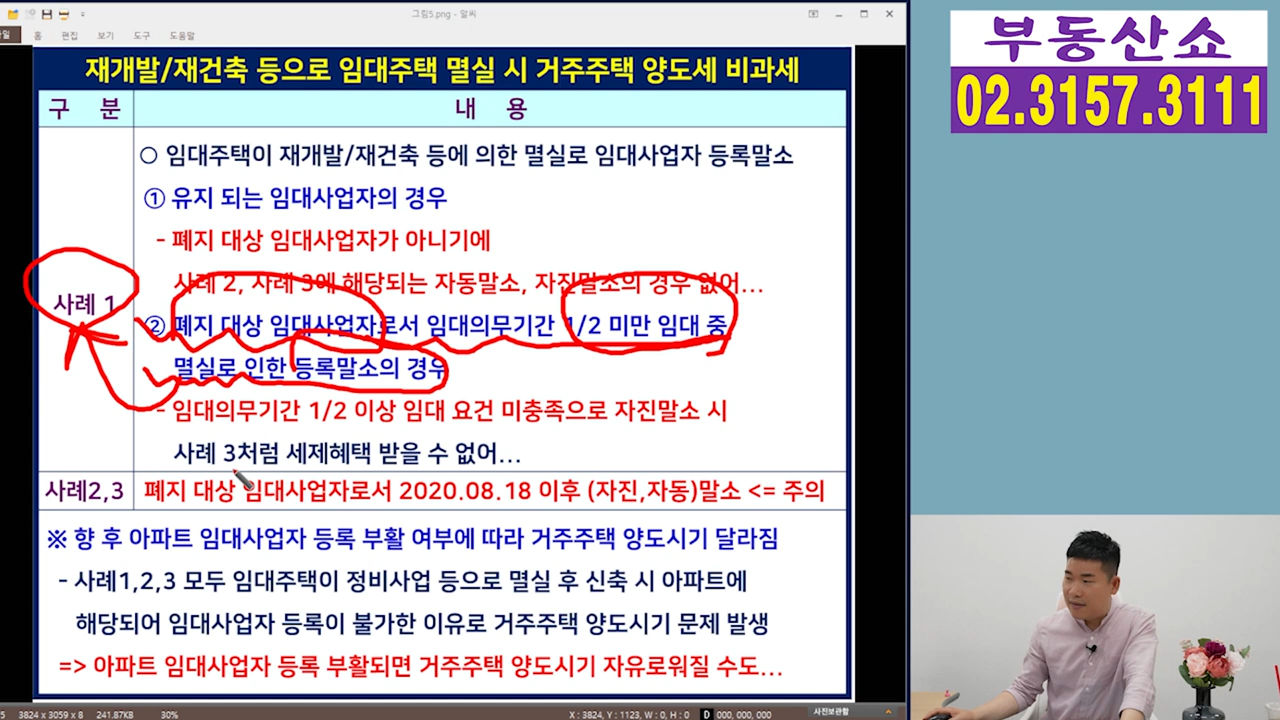 그림5.png - 알씨
일 홈 편집 보기 도구 도움말
재개발/재건축 등으로 임대주택 멸실 시 거주주택 양도세 비과세
구 분 내 용
○ 임대주택이 재개발/재건축 등에 의한 멸실로 임대사업자 등록말소
① 유지 되는 임대사업자의 경우
- 폐지 대상 임대사업자가 아니기에
사례 2, 사례 3에 해당되는 자동말소, 자진말소의 경우 없어...
사례 1
② 폐지 대상 임대사업자로서 임대의무기간 1/2 미만 임대 중
멸실로 인한 등록말소의 경우
- 임대의무기간 1/2 이상 임대 요건 미충족으로 자진말소 시
사례 3처럼 세제혜택 받을 수 없어...
사례2,3 폐지 대상 임대사업자로서 2020.08.18 이후 (자진,자동)말소 <= 주의
※ 향 후 아파트 임대사업자 등록 부활 여부에 따라 거주주택 양도시기 달라짐
- 사례1,2,3 모두 임대주택이 정비사업 등으로 멸실 후 신축 시 아파트에
해당되어 임대사업자 등록이 불가한 이유로 거주주택 양도시기 문제 발생
=> 아파트 임대사업자 등록 부활되면 거주주택 양도시기 자유로워질 수도...
5 3824 x 3059 x 8 241.87KB 30% X : 3824, Y : 1123, W : 0, H : 0 D 000, 000, 000 사진보관함
부동산쇼
02.3157.3111